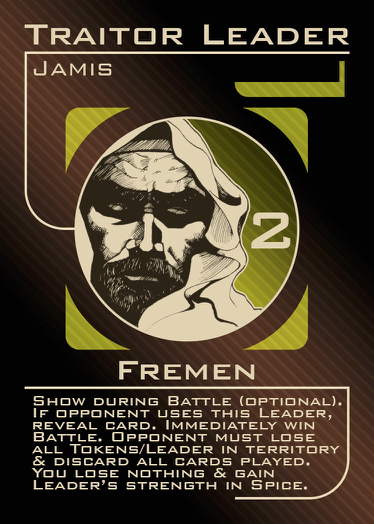 Traitor Leader
Jamis
2
Fremen
Show during Battle (optional).
If opponent uses this Leader,
reveal card. Immediately win
Battle. Opponent must lose
all Tokens/Leader in territory
& discard all cards played.
You lose nothing & gain
Leader's strength in Spice.